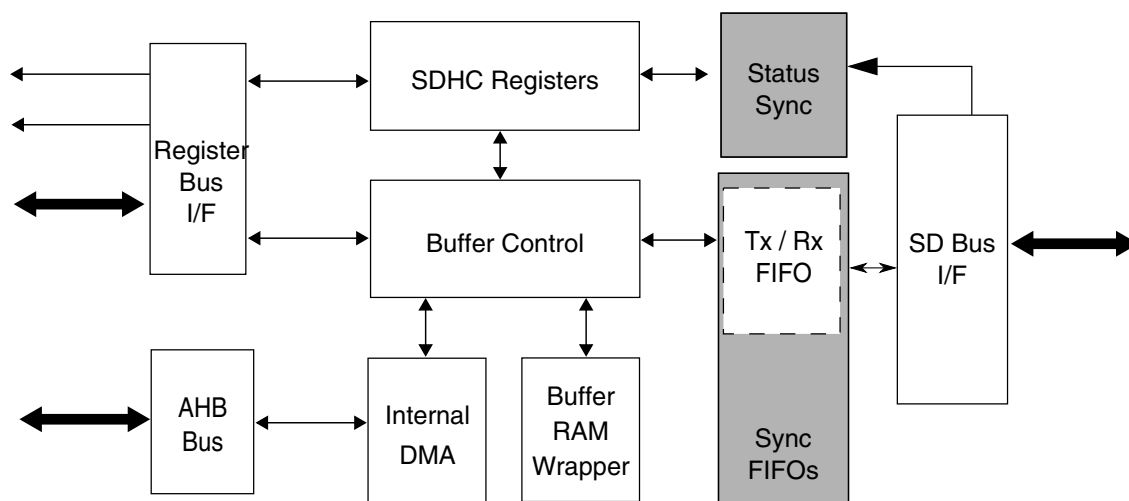 SDHC Registers
Status
Sync
Register
Bus
I/F
Buffer Control
Tx / Rx
FIFO
SD Bus
I/F
AHB
Bus
Internal
DMA
Buffer
RAM
Wrapper
Sync
FIFOs